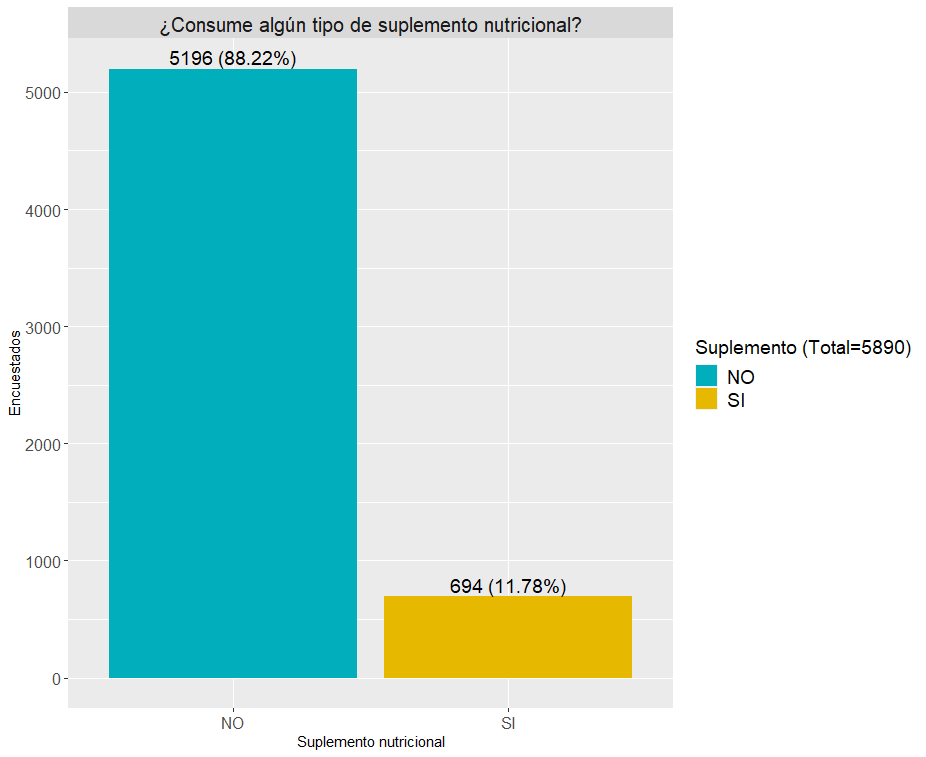 ¿Consume algún tipo de suplemento nutricional?
5196 (88.22%)
694 (11.78%)
5000
4000
3000
2000
1000
0
Encuestados
NO
SI
Suplemento nutricional
Suplemento (Total=5890)
NO
SI